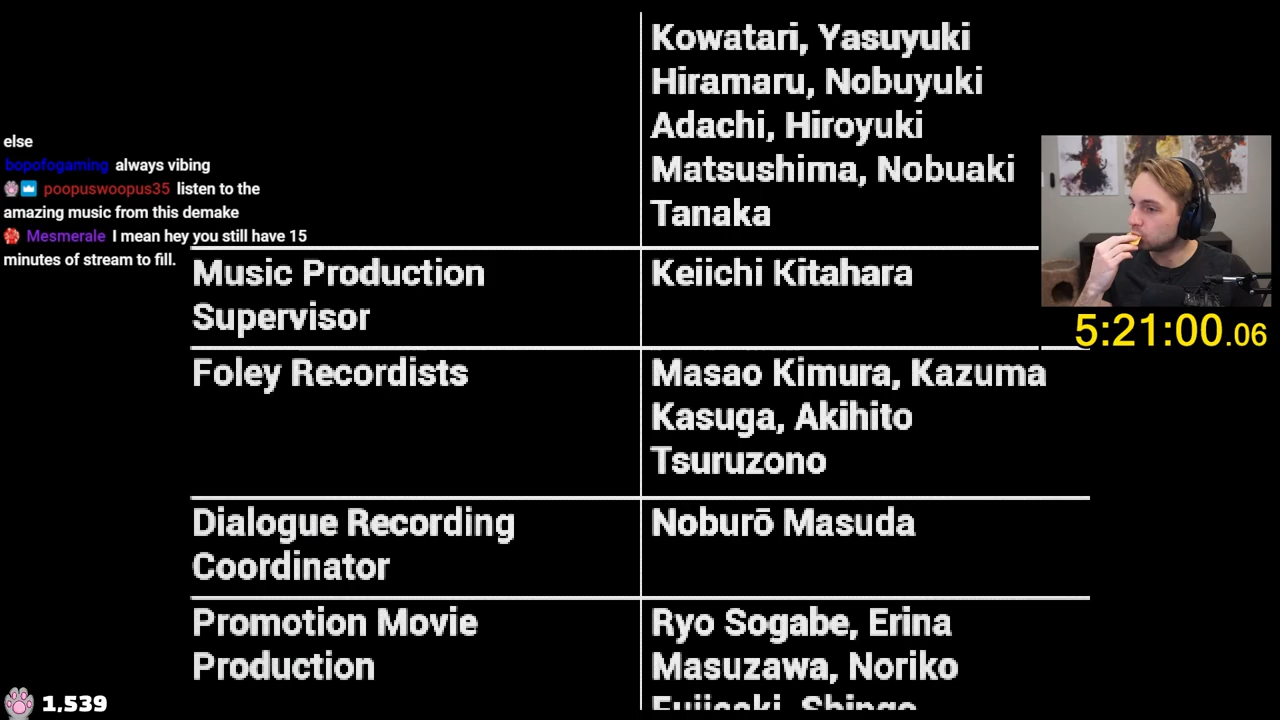 else
bopofogaming always vibing
poopuswoopus35 listen to the
amazing music from this demake
Mesmerale I mean hey you still have 15
minutes of stream to fill.
Kowatari, Yasuyuki
Hiramaru, Nobuyuki
Adachi, Hiroyuki
Matsushima, Nobuaki
Tanaka
Music Production
Supervisor
Keiichi Kitahara
Foley Recordists
Masao Kimura, Kazuma
Kasuga, Akihito
Tsuruzono
Dialogue Recording
Coordinator
Noburō Masuda
Promotion Movie
Production
Ryo Sogabe, Erina
Masuzawa, Noriko
5:21:00.06
1,539